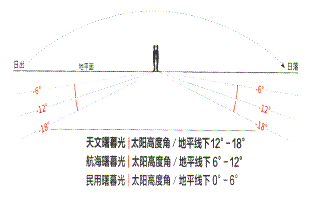 日出
地平面
日落
-6°
-12°
-18°
-6°
-12°
-18°
天文曙暮光|太阳高度角 / 地平线下 12° - 18°
航海曙暮光|太阳高度角 / 地平线下 6° - 12°
民用曙暮光|太阳高度角 / 地平线下 0° - 6°